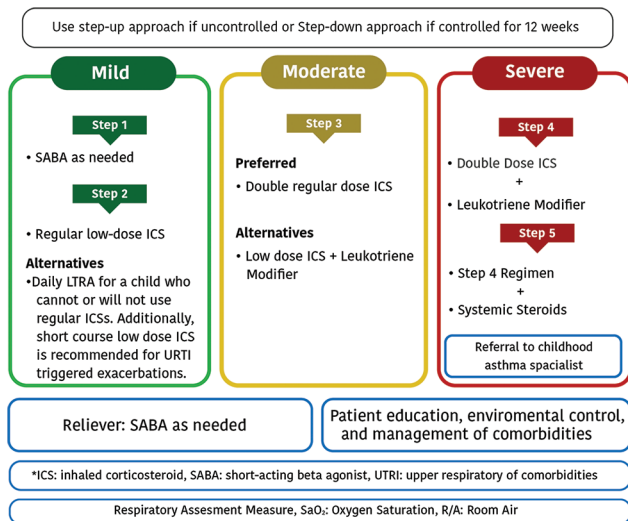 Use step-up approach if uncontrolled or Step-down approach if controlled for 12 weeks
Mild
Step 1
• SABA as needed
Step 2
• Regular low-dose ICS
Alternatives
•Daily LTRA for a child who
cannot or will not use
regular ICSs. Additionally,
short course low dose ICS
is recommended for URTI
triggered exacerbations.
Moderate
Step 3
Preferred
• Double regular dose ICS
Alternatives
• Low dose ICS + Leukotriene
Modifier
Severe
Step 4
• Double Dose ICS
+
• Leukotriene Modifier
Step 5
• Step 4 Regimen
+
• Systemic Steroids
Referral to childhood
asthma spacialist
Reliever: SABA as needed
Patient education, enviromental control,
and management of comorbidities
*ICS: inhaled corticosteroid, SABA: short-acting beta agonist, UTRI: upper respiratory of comorbidities
Respiratory Assesment Measure, SaO₂: Oxygen Saturation, R/A: Room Air